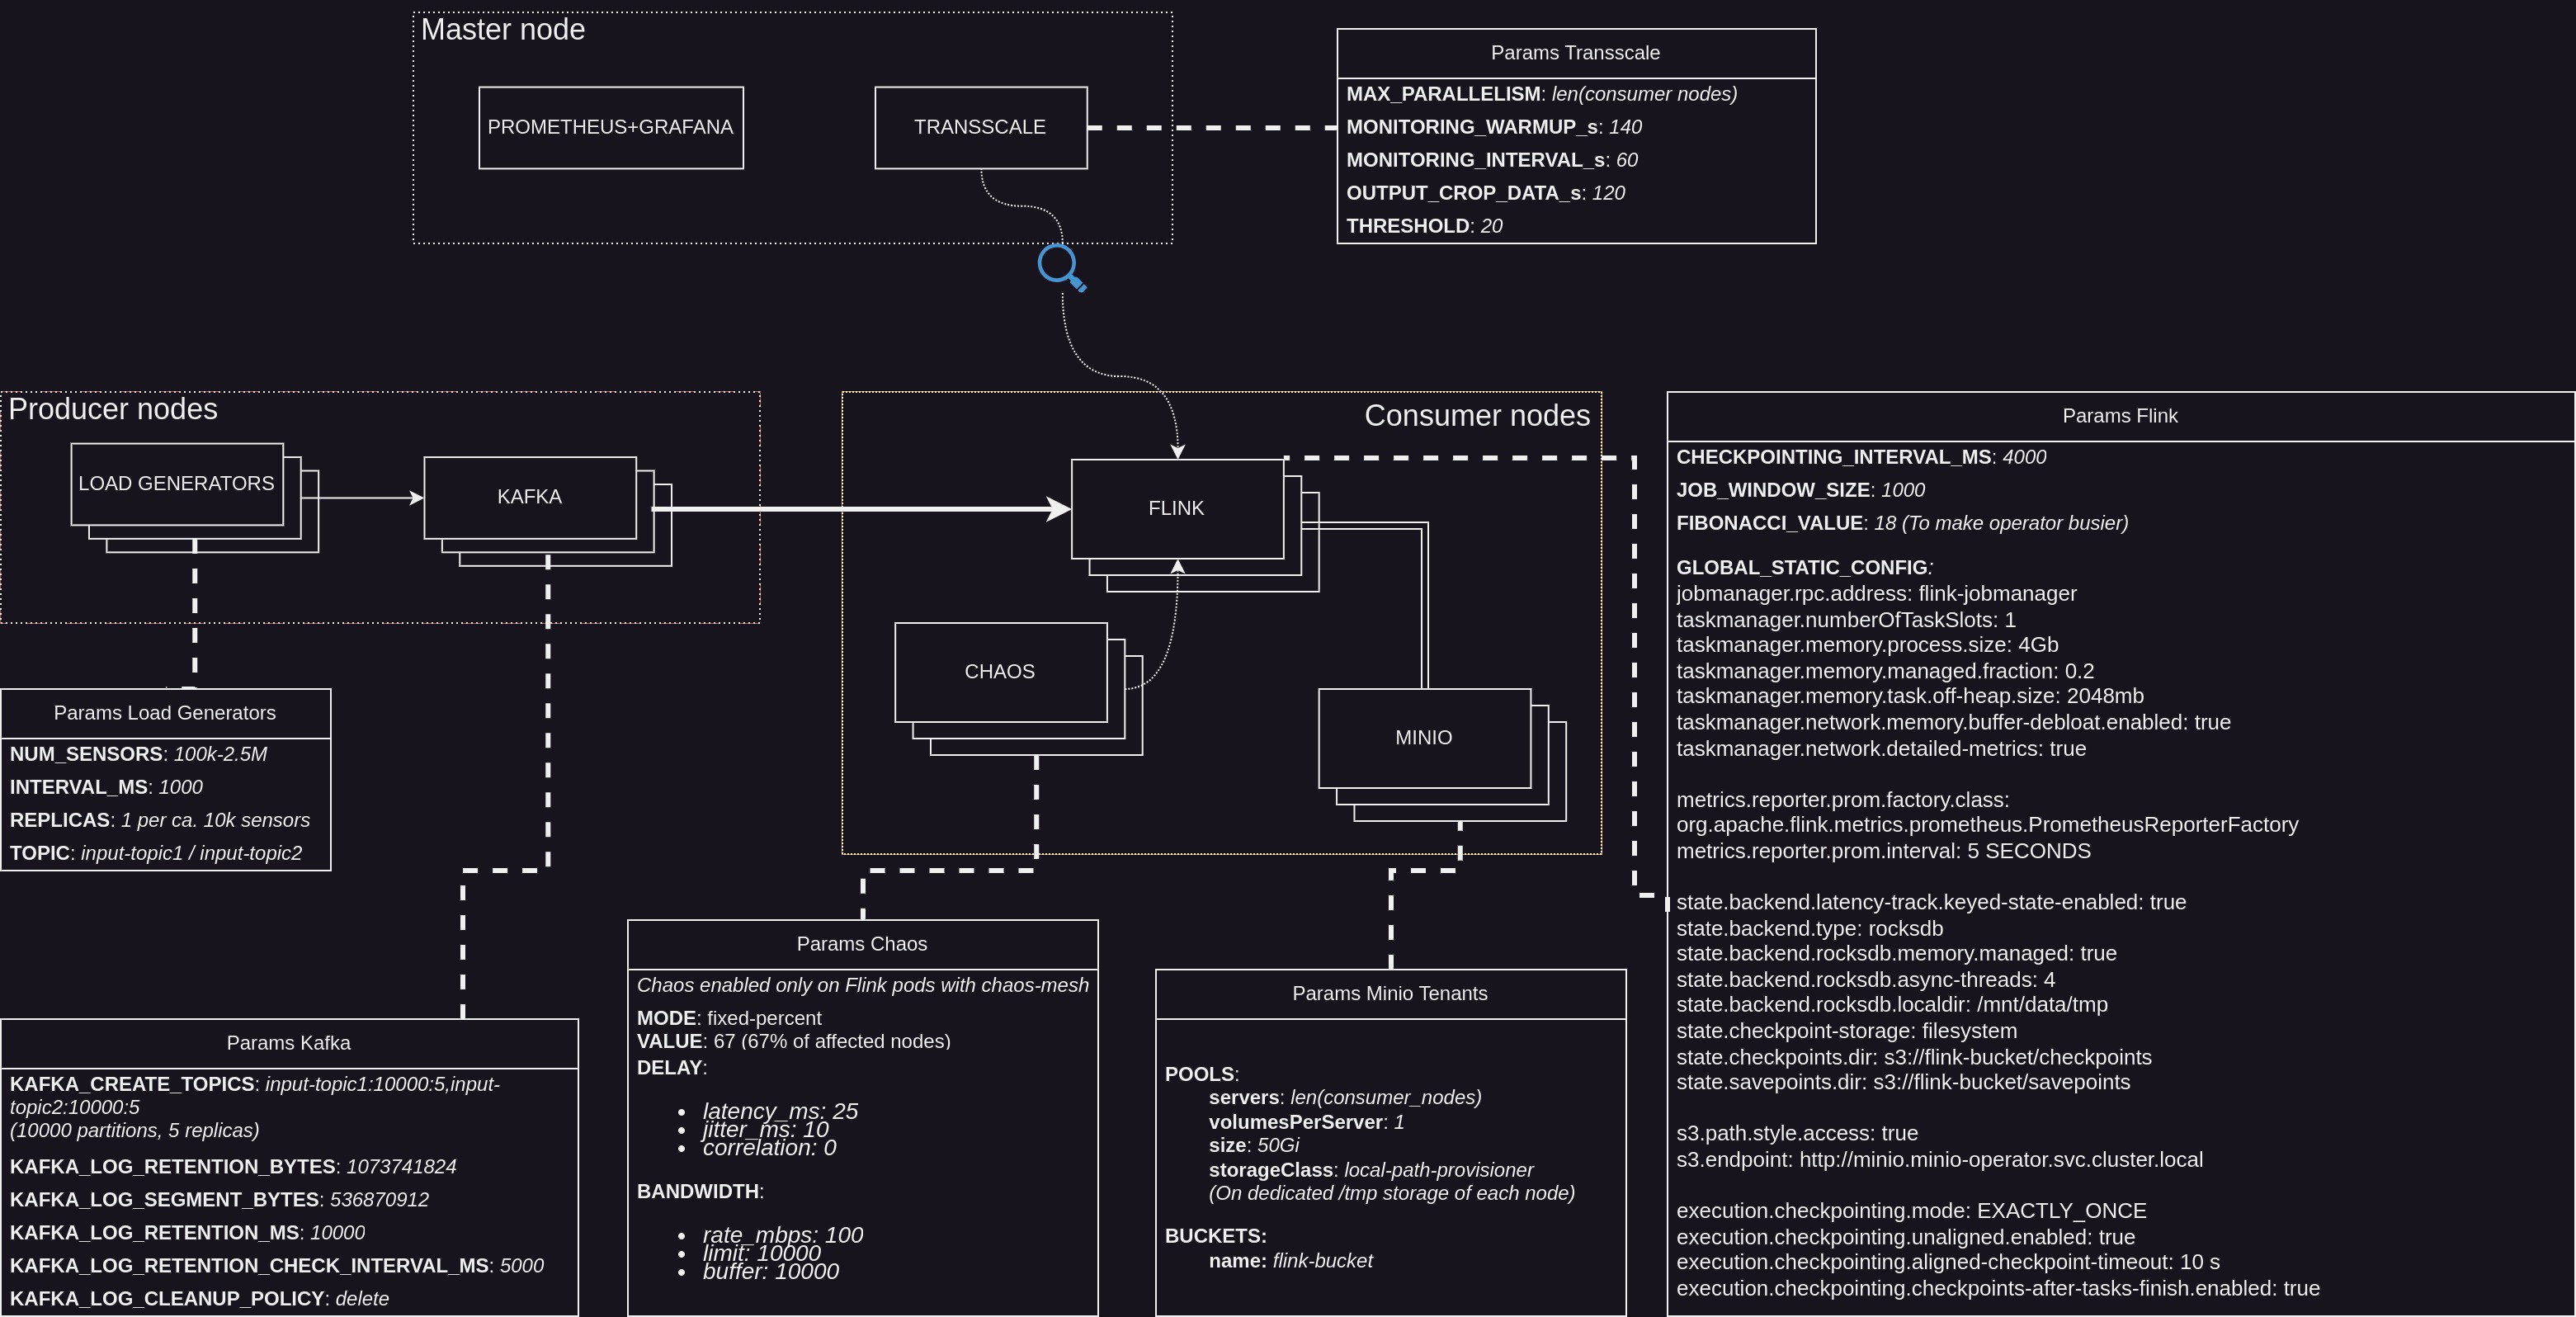 Master node
PROMETHEUS+GRAFANA
TRANSSCALE
Params Transscale
MAX_PARALLELISM: len(consumer nodes)
MONITORING_WARMUP_s: 140
MONITORING_INTERVAL_s: 60
OUTPUT_CROP_DATA_s: 120
THRESHOLD: 20
Producer nodes
LOAD GENERATORS
KAFKA
Consumer nodes
FLINK
CHAOS
MINIO
Params Load Generators
NUM_SENSORS: 100k-2.5M
INTERVAL_MS: 1000
REPLICAS: 1 per ca. 10k sensors
TOPIC: input-topic1 / input-topic2
Params Kafka
KAFKA_CREATE_TOPICS: input-topic1:10000:5,input-
topic2:10000:5
(10000 partitions, 5 replicas)
KAFKA_LOG_RETENTION_BYTES: 1073741824
KAFKA_LOG_SEGMENT_BYTES: 536870912
KAFKA_LOG_RETENTION_MS: 10000
KAFKA_LOG_RETENTION_CHECK_INTERVAL_MS: 5000
KAFKA_LOG_CLEANUP_POLICY: delete
Params Chaos
Chaos enabled only on Flink pods with chaos-mesh
MODE: fixed-percent
VALUE: 67 (67% of affected nodes)
DELAY:
• latency_ms: 25
• jitter_ms: 10
• correlation: 0
BANDWIDTH:
• rate_mbps: 100
• limit: 10000
• buffer: 10000
Params Minio Tenants
POOLS:
servers: len(consumer_nodes)
volumesPerServer: 1
size: 50Gi
storageClass: local-path-provisioner
(On dedicated /tmp storage of each node)
BUCKETS:
name: flink-bucket
Params Flink
CHECKPOINTING_INTERVAL_MS: 4000
JOB_WINDOW_SIZE: 1000
FIBONACCI_VALUE: 18 (To make operator busier)
GLOBAL_STATIC_CONFIG:
jobmanager.rpc.address: flink-jobmanager
taskmanager.numberOfTaskSlots: 1
taskmanager.memory.process.size: 4Gb
taskmanager.memory.managed.fraction: 0.2
taskmanager.memory.task.off-heap.size: 2048mb
taskmanager.network.memory.buffer-debloat.enabled: true
taskmanager.network.detailed-metrics: true
metrics.reporter.prom.factory.class:
org.apache.flink.metrics.prometheus.PrometheusReporterFactory
metrics.reporter.prom.interval: 5 SECONDS
state.backend.latency-track.keyed-state-enabled: true
state.backend.type: rocksdb
state.backend.rocksdb.memory.managed: true
state.backend.rocksdb.async-threads: 4
state.backend.rocksdb.localdir: /mnt/data/tmp
state.checkpoint-storage: filesystem
state.checkpoints.dir: s3://flink-bucket/checkpoints
state.savepoints.dir: s3://flink-bucket/savepoints
s3.path.style.access: true
s3.endpoint: http://minio.minio-operator.svc.cluster.local
execution.checkpointing.mode: EXACTLY_ONCE
execution.checkpointing.unaligned.enabled: true
execution.checkpointing.aligned-checkpoint-timeout: 10 s
execution.checkpointing.checkpoints-after-tasks-finish.enabled: true